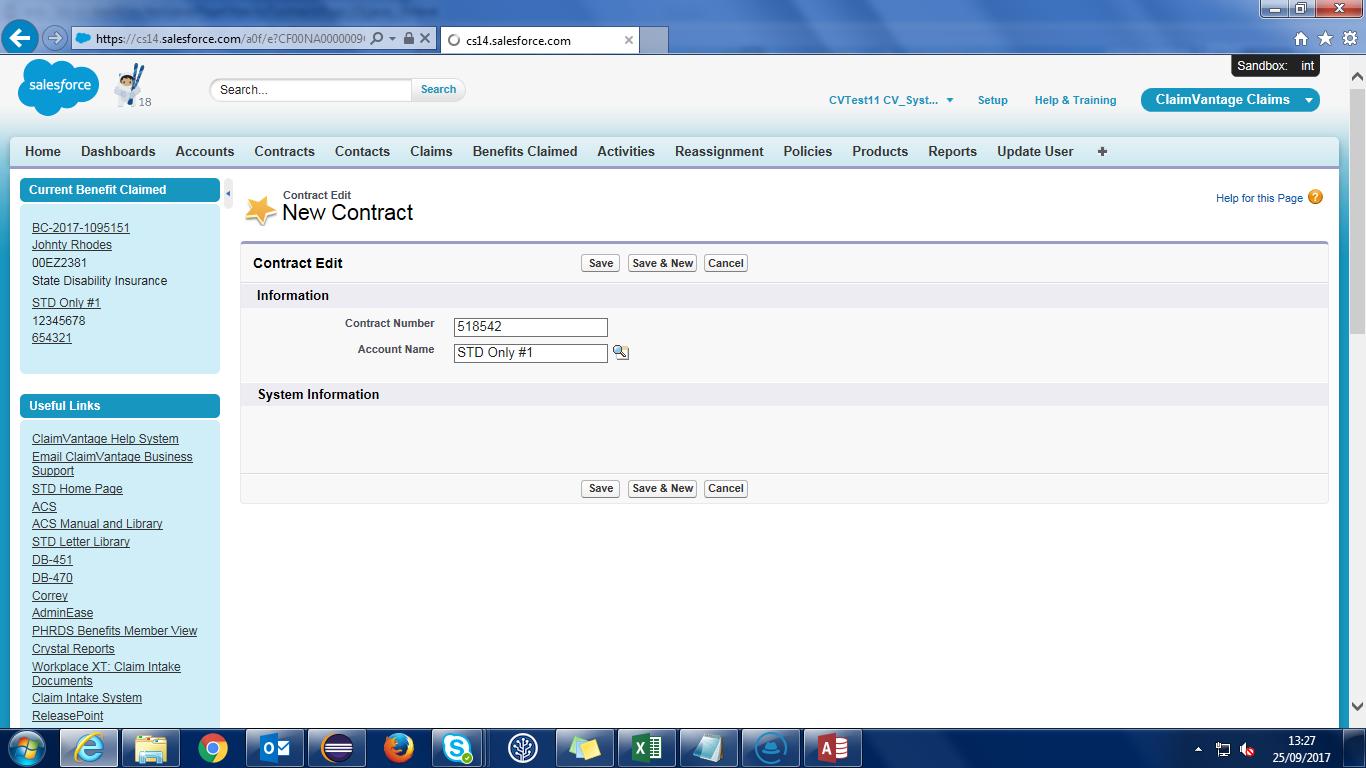 https://cs14.salesforce.com/a0f/e?CF00NA0000009
cs14.salesforce.com
Sandbox: int
salesforce
18
Search...
Search
CVTest11 CV_Syst...
Setup
Help & Training
ClaimVantage Claims
Home Dashboards Accounts Contracts Contacts Claims Benefits Claimed Activities Reassignment Policies Products Reports Update User +
Current Benefit Claimed
BC-2017-1095151
Johnty Rhodes
00EZ2381
State Disability Insurance
STD Only #1
12345678
654321
Useful Links
ClaimVantage Help System
Email ClaimVantage Business
Support
STD Home Page
ACS
ACS Manual and Library
STD Letter Library
DB-451
DB-470
Correy
AdminEase
PHRDS Benefits Member View
Crystal Reports
Workplace XT: Claim Intake
Documents
Claim Intake System
ReleasePoint
Contract Edit
New Contract
Help for this Page ?
Contract Edit
Save Save & New Cancel
Information
Contract Number 518542
Account Name STD Only #1
System Information
Save Save & New Cancel
13:27
25/09/2017